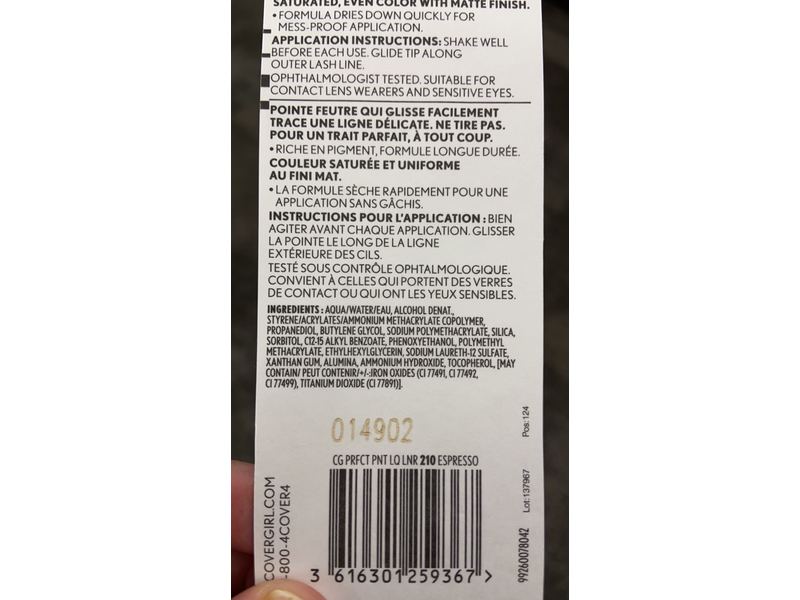 SATURATED, EVEN COLOR WITH MATTE FINISH.
• FORMULA DRIES DOWN QUICKLY FOR
MESS-PROOF APPLICATION.
APPLICATION INSTRUCTIONS: SHAKE WELL
BEFORE EACH USE. GLIDE TIP ALONG
OUTER LASH LINE.
OPHTHALMOLOGIST TESTED. SUITABLE FOR
CONTACT LENS WEARERS AND SENSITIVE EYES.
POINTE FEUTRE QUI GLISSE FACILEMENT
TRACE UNE LIGNE DÉLICATE. NE TIRE PAS.
POUR UN TRAIT PARFAIT, À TOUT COUP.
• RICHE EN PIGMENT, FORMULE LONGUE DURÉE.
COULEUR SATURÉE ET UNIFORME
AU FINI MAT.
• LA FORMULE SÈCHE RAPIDEMENT POUR UNE
APPLICATION SANS GÂCHIS.
INSTRUCTIONS POUR L'APPLICATION : BIEN
AGITER AVANT CHAQUE APPLICATION. GLISSER
LA POINTE LE LONG DE LA LIGNE
EXTÉRIEURE DES CILS.
TESTÉ SOUS CONTRÔLE OPHTALMOLOGIQUE.
CONVIENT À CELLES QUI PORTENT DES VERRES
DE CONTACT OU QUI ONT LES YEUX SENSIBLES.
INGREDIENTS : AQUA/WATER/EAU, ALCOHOL DENAT.,
STYRENE/ACRYLATES/AMMONIUM METHACRYLATE COPOLYMER,
PROPANEDIOL, BUTYLENE GLYCOL, SODIUM POLYMETHACRYLATE, SILICA,
SORBITOL, C12-15 ALKYL BENZOATE, PHENOXYETHANOL, POLYMETHYL
METHACRYLATE, ETHYLHEXYLGLYCERIN, SODIUM LAURETH-12 SULFATE,
XANTHAN GUM, ALUMINA, AMMONIUM HYDROXIDE, TOCOPHEROL, [MAY
CONTAIN/ PEUT CONTENIR/+/-:IRON OXIDES (CI 77491, CI 77492,
CI 77499), TITANIUM DIOXIDE (CI 77891)].
014902
CG PRFCT PNT LQ LNR 210 ESPRESSO
3 616301 259367 >
COVERGIRL.COM
-800-4COVER4
Pos:124
Lot: 137967
99260078042